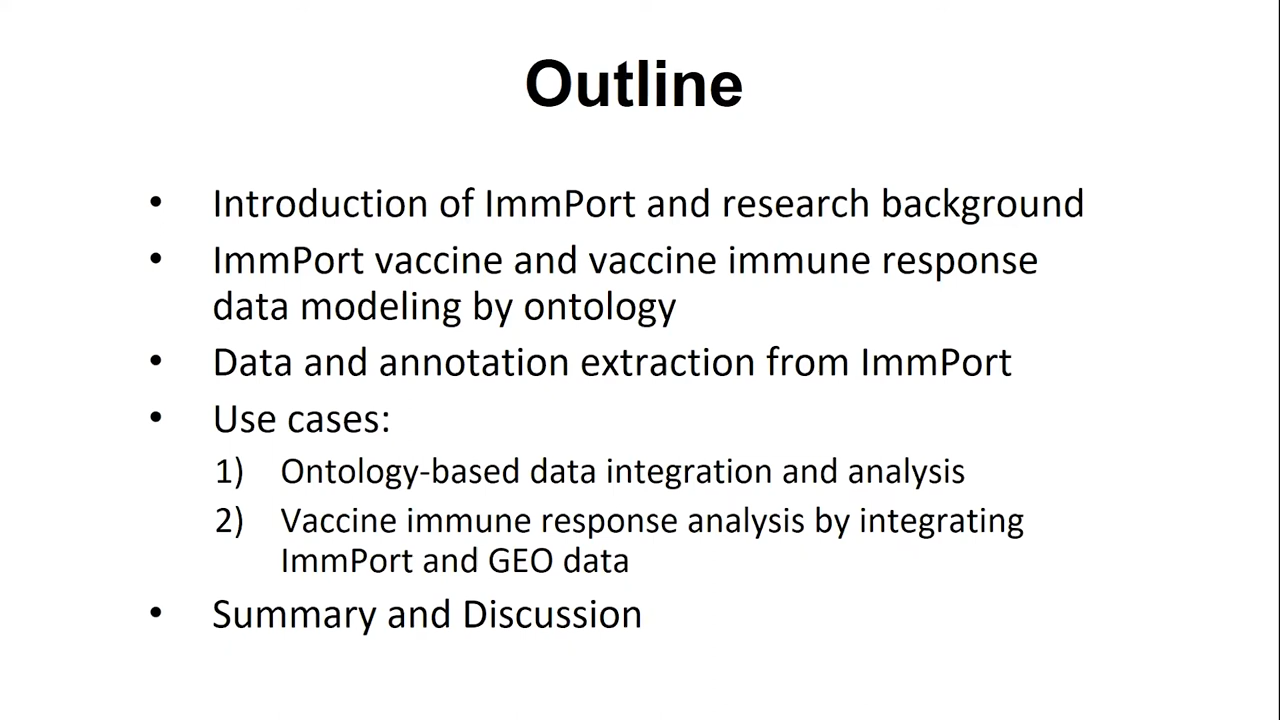 Outline
• Introduction of ImmPort and research background
• ImmPort vaccine and vaccine immune response
data modeling by ontology
• Data and annotation extraction from ImmPort
• Use cases:
1) Ontology-based data integration and analysis
2) Vaccine immune response analysis by integrating
ImmPort and GEO data
• Summary and Discussion